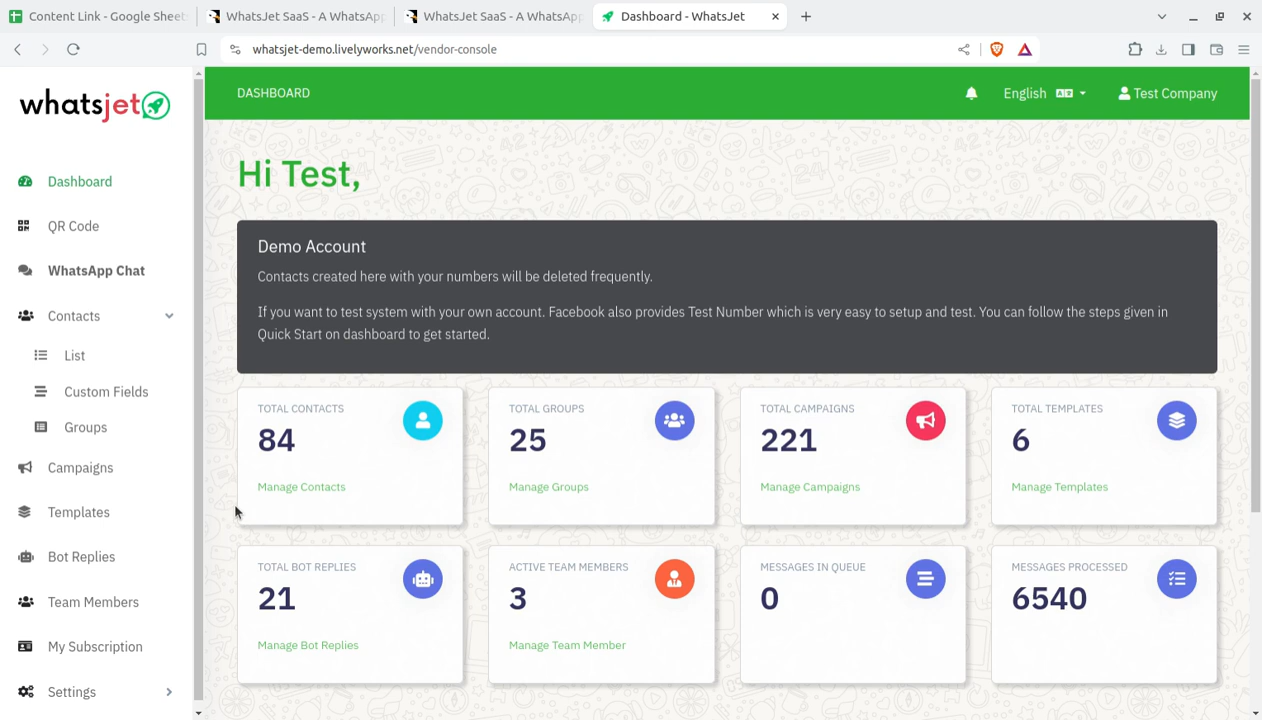 Content Link - Google Sheet
WhatsJet SaaS - A WhatsAp
WhatsJet SaaS - A WhatsAp
Dashboard - WhatsJet
whatsjet-demo.livelyworks.net/vendor-console
whatsjet
DASHBOARD
English
Test Company
Dashboard
QR Code
WhatsApp Chat
Contacts
List
Custom Fields
Groups
Campaigns
Templates
Bot Replies
Team Members
My Subscription
Settings
Hi Test,
Demo Account
Contacts created here with your numbers will be deleted frequently.
If you want to test system with your own account. Facebook also provides Test Number which is very easy to setup and test. You can follow the steps given in
Quick Start on dashboard to get started.
TOTAL CONTACTS
84
Manage Contacts
TOTAL GROUPS
25
Manage Groups
TOTAL CAMPAIGNS
221
Manage Campaigns
TOTAL TEMPLATES
6
Manage Templates
TOTAL BOT REPLIES
21
Manage Bot Replies
ACTIVE TEAM MEMBERS
3
Manage Team Member
MESSAGES IN QUEUE
0
MESSAGES PROCESSED
6540